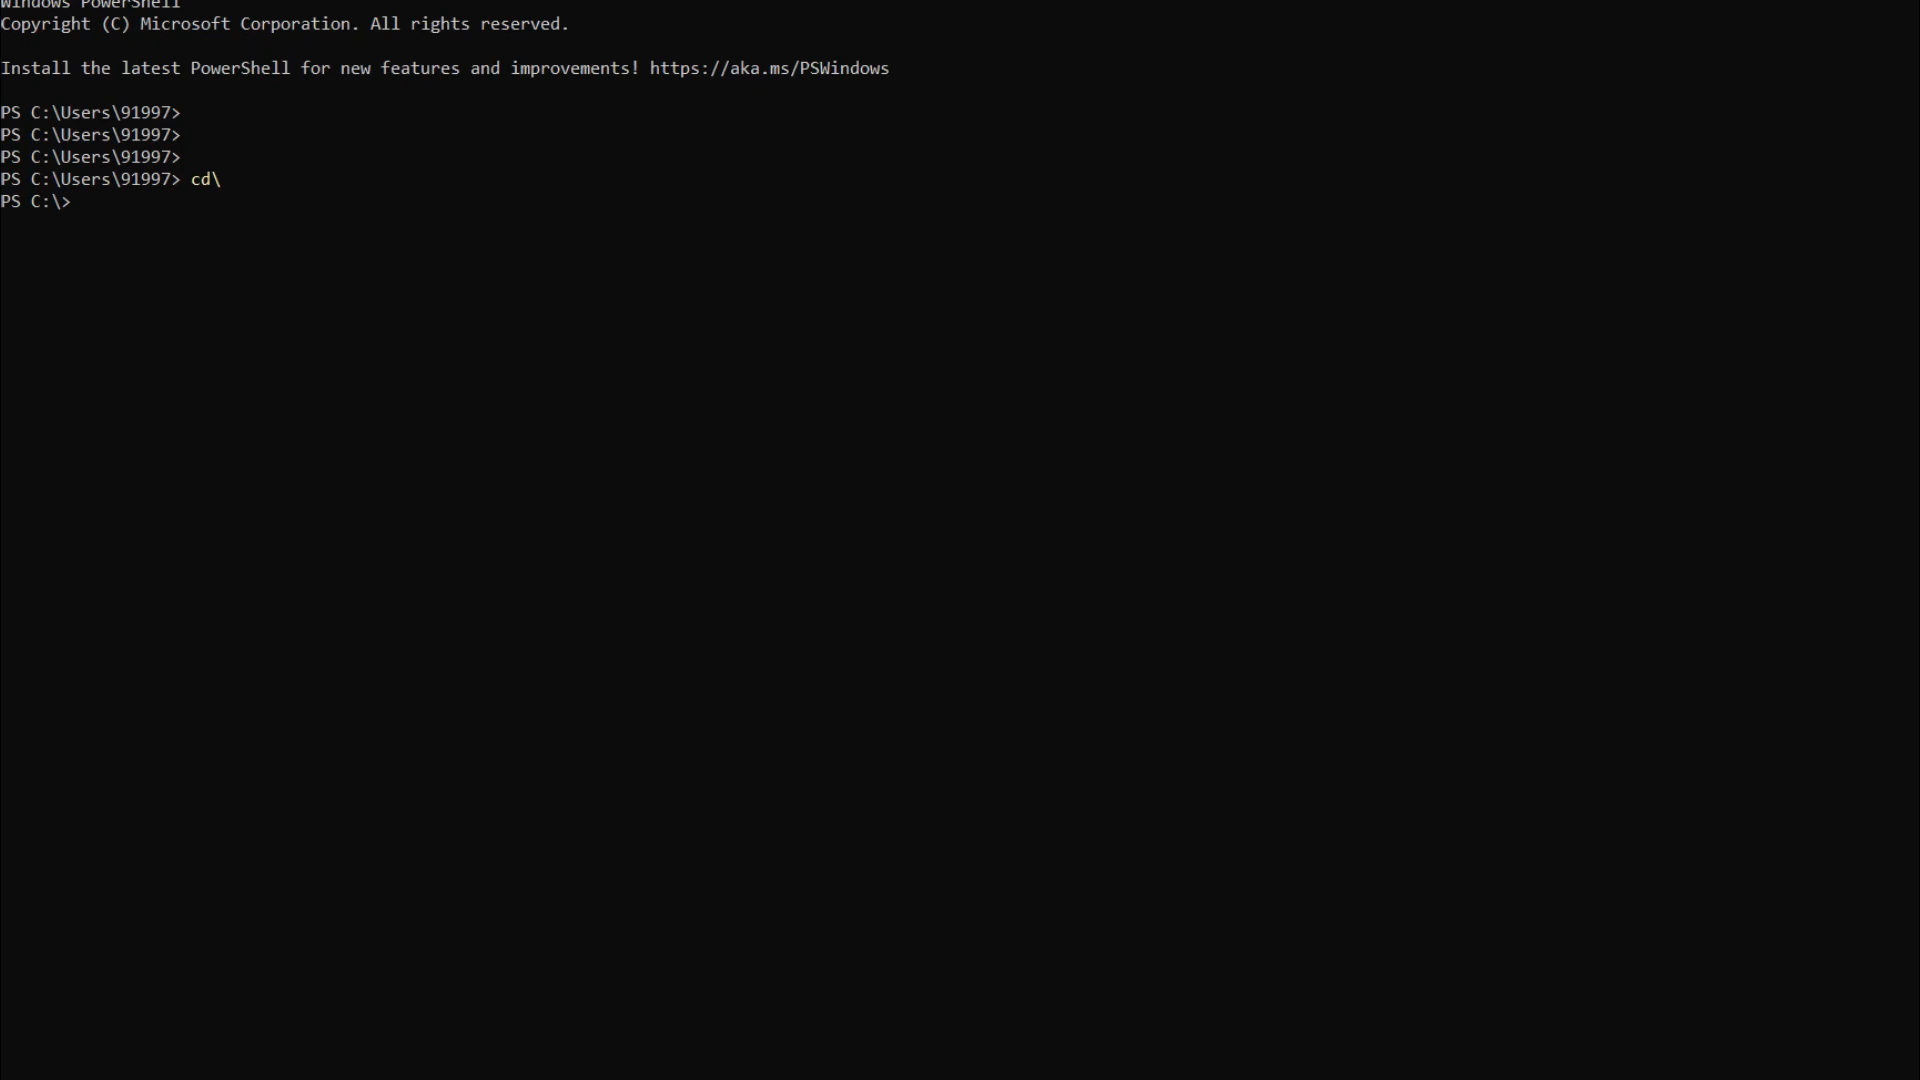 Windows PowerShell
Copyright (C) Microsoft Corporation. All rights reserved.
Install the latest PowerShell for new features and improvements! https://aka.ms/PSWindows
PS C:\Users\91997>
PS C:\Users\91997>
PS C:\Users\91997>
PS C:\Users\91997> cd\
PS C:\>